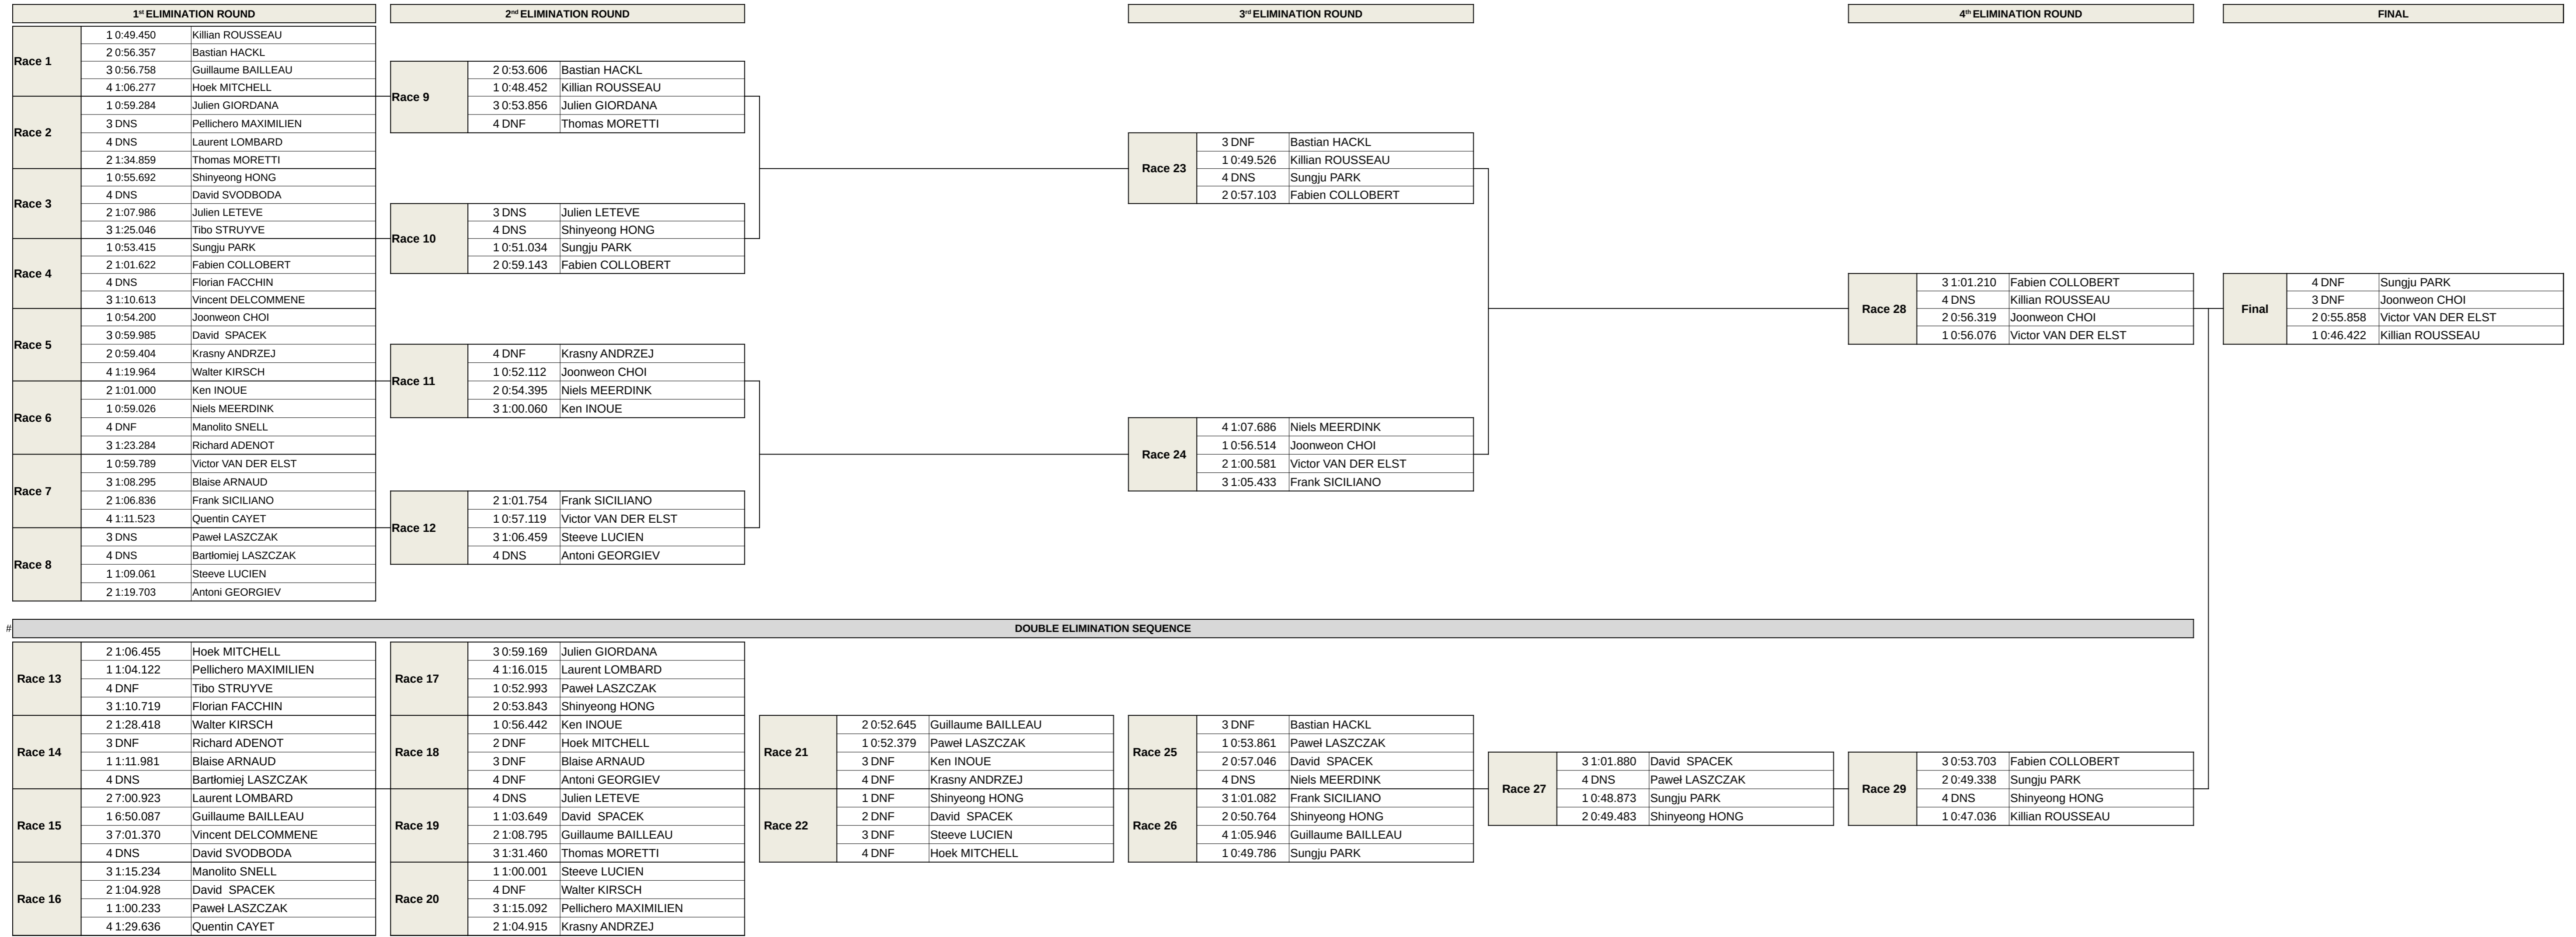 1st ELIMINATION ROUND
2nd ELIMINATION ROUND
3rd ELIMINATION ROUND
4th ELIMINATION ROUND
FINAL
Race 1
1 0:49.450 Killian ROUSSEAU
2 0:56.357 Bastian HACKL
3 0:56.758 Guillaume BAILLEAU
4 1:06.277 Hoek MITCHELL
Race 2
1 0:59.284 Julien GIORDANA
3 DNS Pellichero MAXIMILIEN
4 DNS Laurent LOMBARD
2 1:34.859 Thomas MORETTI
Race 3
1 0:55.692 Shinyeong HONG
4 DNS David SVODBODA
2 1:07.986 Julien LETEVE
3 1:25.046 Tibo STRUYVE
Race 4
1 0:53.415 Sungju PARK
2 1:01.622 Fabien COLLOBERT
4 DNS Florian FACCHIN
3 1:10.613 Vincent DELCOMMENE
Race 5
1 0:54.200 Joonweon CHOI
3 0:59.985 David  SPACEK
2 0:59.404 Krasny ANDRZEJ
4 1:19.964 Walter KIRSCH
Race 6
2 1:01.000 Ken INOUE
1 0:59.026 Niels MEERDINK
4 DNF Manolito SNELL
3 1:23.284 Richard ADENOT
Race 7
1 0:59.789 Victor VAN DER ELST
3 1:08.295 Blaise ARNAUD
2 1:06.836 Frank SICILIANO
4 1:11.523 Quentin CAYET
Race 8
3 DNS Paweł LASZCZAK
4 DNS Bartłomiej LASZCZAK
1 1:09.061 Steeve LUCIEN
2 1:19.703 Antoni GEORGIEV
Race 9
2 0:53.606 Bastian HACKL
1 0:48.452 Killian ROUSSEAU
3 0:53.856 Julien GIORDANA
4 DNF Thomas MORETTI
Race 10
3 DNS Julien LETEVE
4 DNS Shinyeong HONG
1 0:51.034 Sungju PARK
2 0:59.143 Fabien COLLOBERT
Race 11
4 DNF Krasny ANDRZEJ
1 0:52.112 Joonweon CHOI
2 0:54.395 Niels MEERDINK
3 1:00.060 Ken INOUE
Race 12
2 1:01.754 Frank SICILIANO
1 0:57.119 Victor VAN DER ELST
3 1:06.459 Steeve LUCIEN
4 DNS Antoni GEORGIEV
Race 23
3 DNF Bastian HACKL
1 0:49.526 Killian ROUSSEAU
4 DNS Sungju PARK
2 0:57.103 Fabien COLLOBERT
Race 24
4 1:07.686 Niels MEERDINK
1 0:56.514 Joonweon CHOI
2 1:00.581 Victor VAN DER ELST
3 1:05.433 Frank SICILIANO
Race 28
3 1:01.210 Fabien COLLOBERT
4 DNS Killian ROUSSEAU
2 0:56.319 Joonweon CHOI
1 0:56.076 Victor VAN DER ELST
Final
4 DNF Sungju PARK
3 DNF Joonweon CHOI
2 0:55.858 Victor VAN DER ELST
1 0:46.422 Killian ROUSSEAU
#
DOUBLE ELIMINATION SEQUENCE
Race 13
2 1:06.455 Hoek MITCHELL
1 1:04.122 Pellichero MAXIMILIEN
4 DNF Tibo STRUYVE
3 1:10.719 Florian FACCHIN
Race 14
2 1:28.418 Walter KIRSCH
3 DNF Richard ADENOT
1 1:11.981 Blaise ARNAUD
4 DNS Bartłomiej LASZCZAK
Race 15
2 7:00.923 Laurent LOMBARD
1 6:50.087 Guillaume BAILLEAU
3 7:01.370 Vincent DELCOMMENE
4 DNS David SVODBODA
Race 16
3 1:15.234 Manolito SNELL
2 1:04.928 David  SPACEK
1 1:00.233 Paweł LASZCZAK
4 1:29.636 Quentin CAYET
Race 17
3 0:59.169 Julien GIORDANA
4 1:16.015 Laurent LOMBARD
1 0:52.993 Paweł LASZCZAK
2 0:53.843 Shinyeong HONG
Race 18
1 0:56.442 Ken INOUE
2 DNF Hoek MITCHELL
3 DNF Blaise ARNAUD
4 DNF Antoni GEORGIEV
Race 19
4 DNS Julien LETEVE
1 1:03.649 David  SPACEK
2 1:08.795 Guillaume BAILLEAU
3 1:31.460 Thomas MORETTI
Race 20
1 1:00.001 Steeve LUCIEN
4 DNF Walter KIRSCH
3 1:15.092 Pellichero MAXIMILIEN
2 1:04.915 Krasny ANDRZEJ
Race 21
2 0:52.645 Guillaume BAILLEAU
1 0:52.379 Paweł LASZCZAK
3 DNF Ken INOUE
4 DNF Krasny ANDRZEJ
Race 22
1 DNF Shinyeong HONG
2 DNF David  SPACEK
3 DNF Steeve LUCIEN
4 DNF Hoek MITCHELL
Race 25
3 DNF Bastian HACKL
1 0:53.861 Paweł LASZCZAK
2 0:57.046 David  SPACEK
4 DNS Niels MEERDINK
Race 26
3 1:01.082 Frank SICILIANO
2 0:50.764 Shinyeong HONG
4 1:05.946 Guillaume BAILLEAU
1 0:49.786 Sungju PARK
Race 27
3 1:01.880 David  SPACEK
4 DNS Paweł LASZCZAK
1 0:48.873 Sungju PARK
2 0:49.483 Shinyeong HONG
Race 29
3 0:53.703 Fabien COLLOBERT
2 0:49.338 Sungju PARK
4 DNS Shinyeong HONG
1 0:47.036 Killian ROUSSEAU